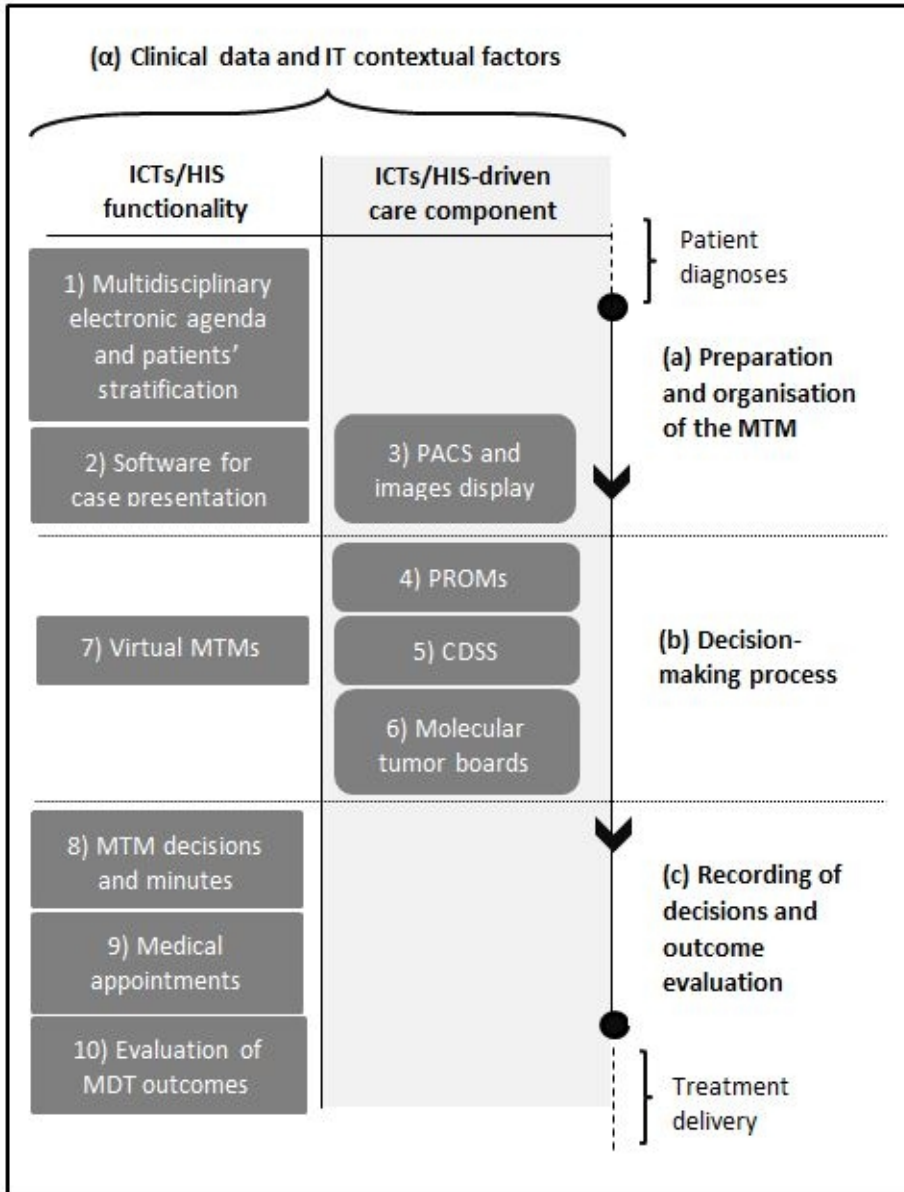 (α) Clinical data and IT contextual factors
ICTs/HIS
functionality
ICTs/HIS-driven
care component
Patient
diagnoses
1) Multidisciplinary
electronic agenda
and patients’
stratification
(a) Preparation
and organisation
of the MTM
2) Software for
case presentation
3) PACS and
images display
4) PROMs
7) Virtual MTMs
5) CDSS
6) Molecular
tumor boards
(b) Decision-
making process
8) MTM decisions
and minutes
9) Medical
appointments
10) Evaluation of
MDT outcomes
(c) Recording of
decisions and
outcome
evaluation
Treatment
delivery